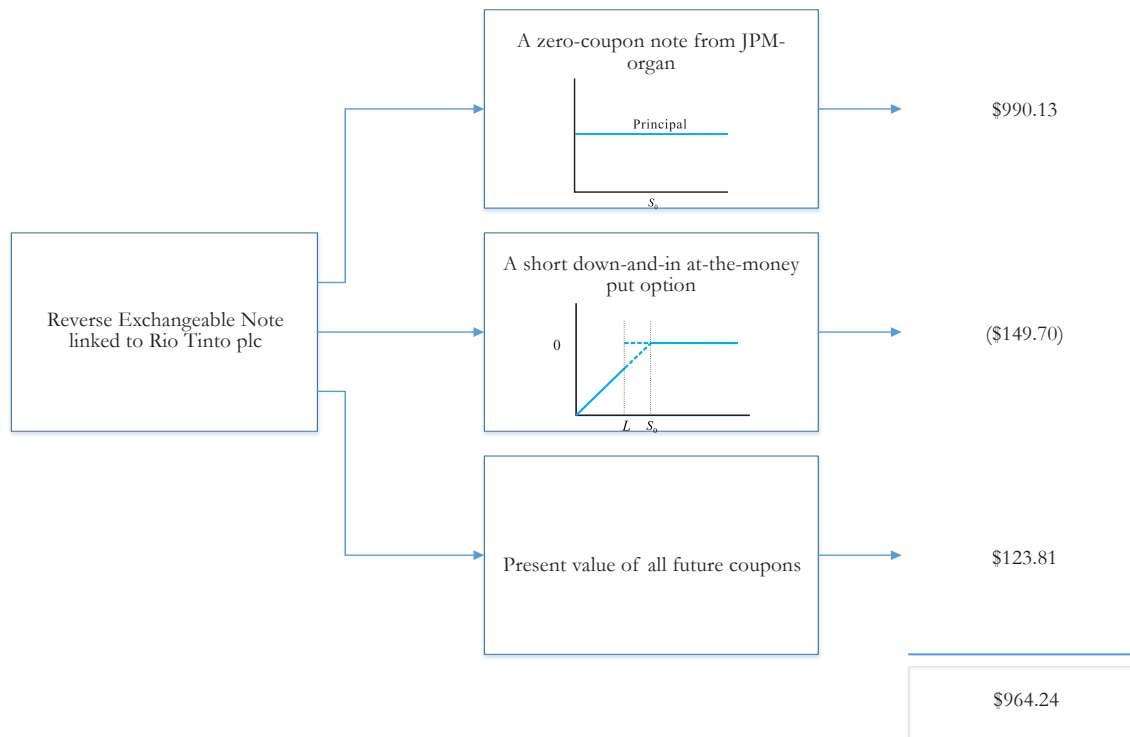 A zero-coupon note from JPM-
organ
Principal
S₀
$990.13
Reverse Exchangeable Note
linked to Rio Tinto plc
A short down-and-in at-the-money
put option
0
L S₀
($149.70)
Present value of all future coupons
$123.81
$964.24